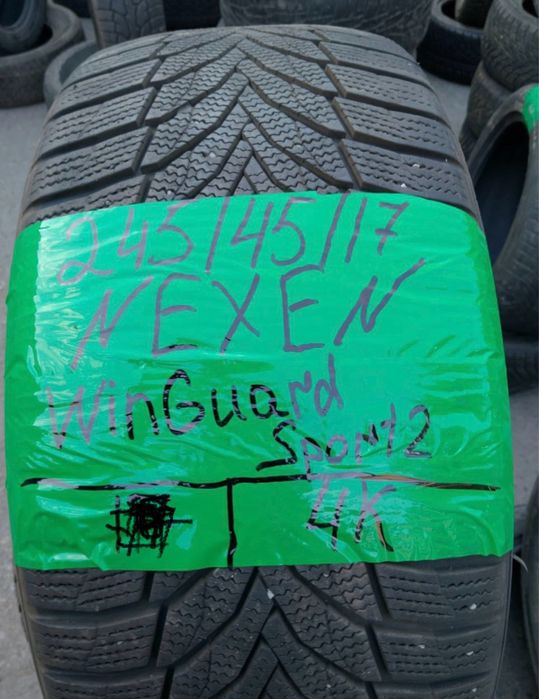 245/45/17
NEXEN
WinGuard
Sport2
4K